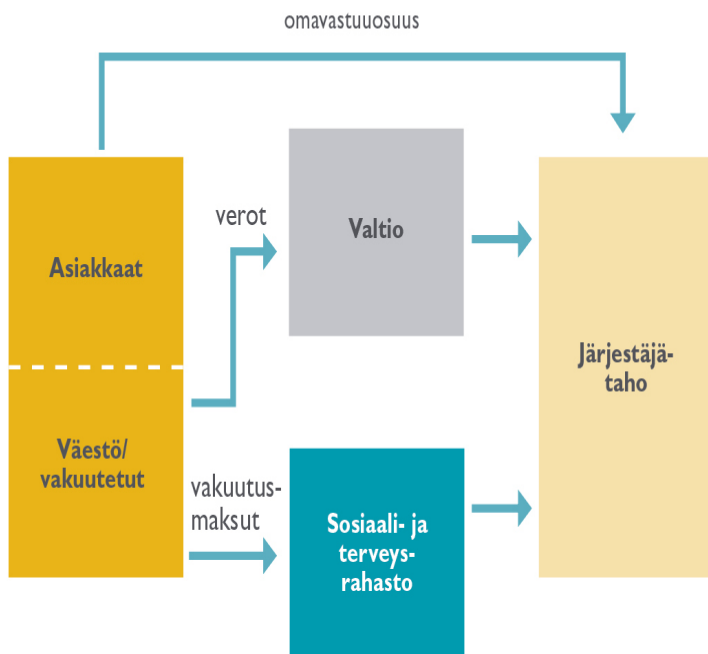 omavastuuosuus
verot
Valtio
Asiakkaat
Järjestäjä-
taho
Väestö/
vakuutetut
vakuutus-
maksut
Sosiaali- ja
terveys-
rahasto